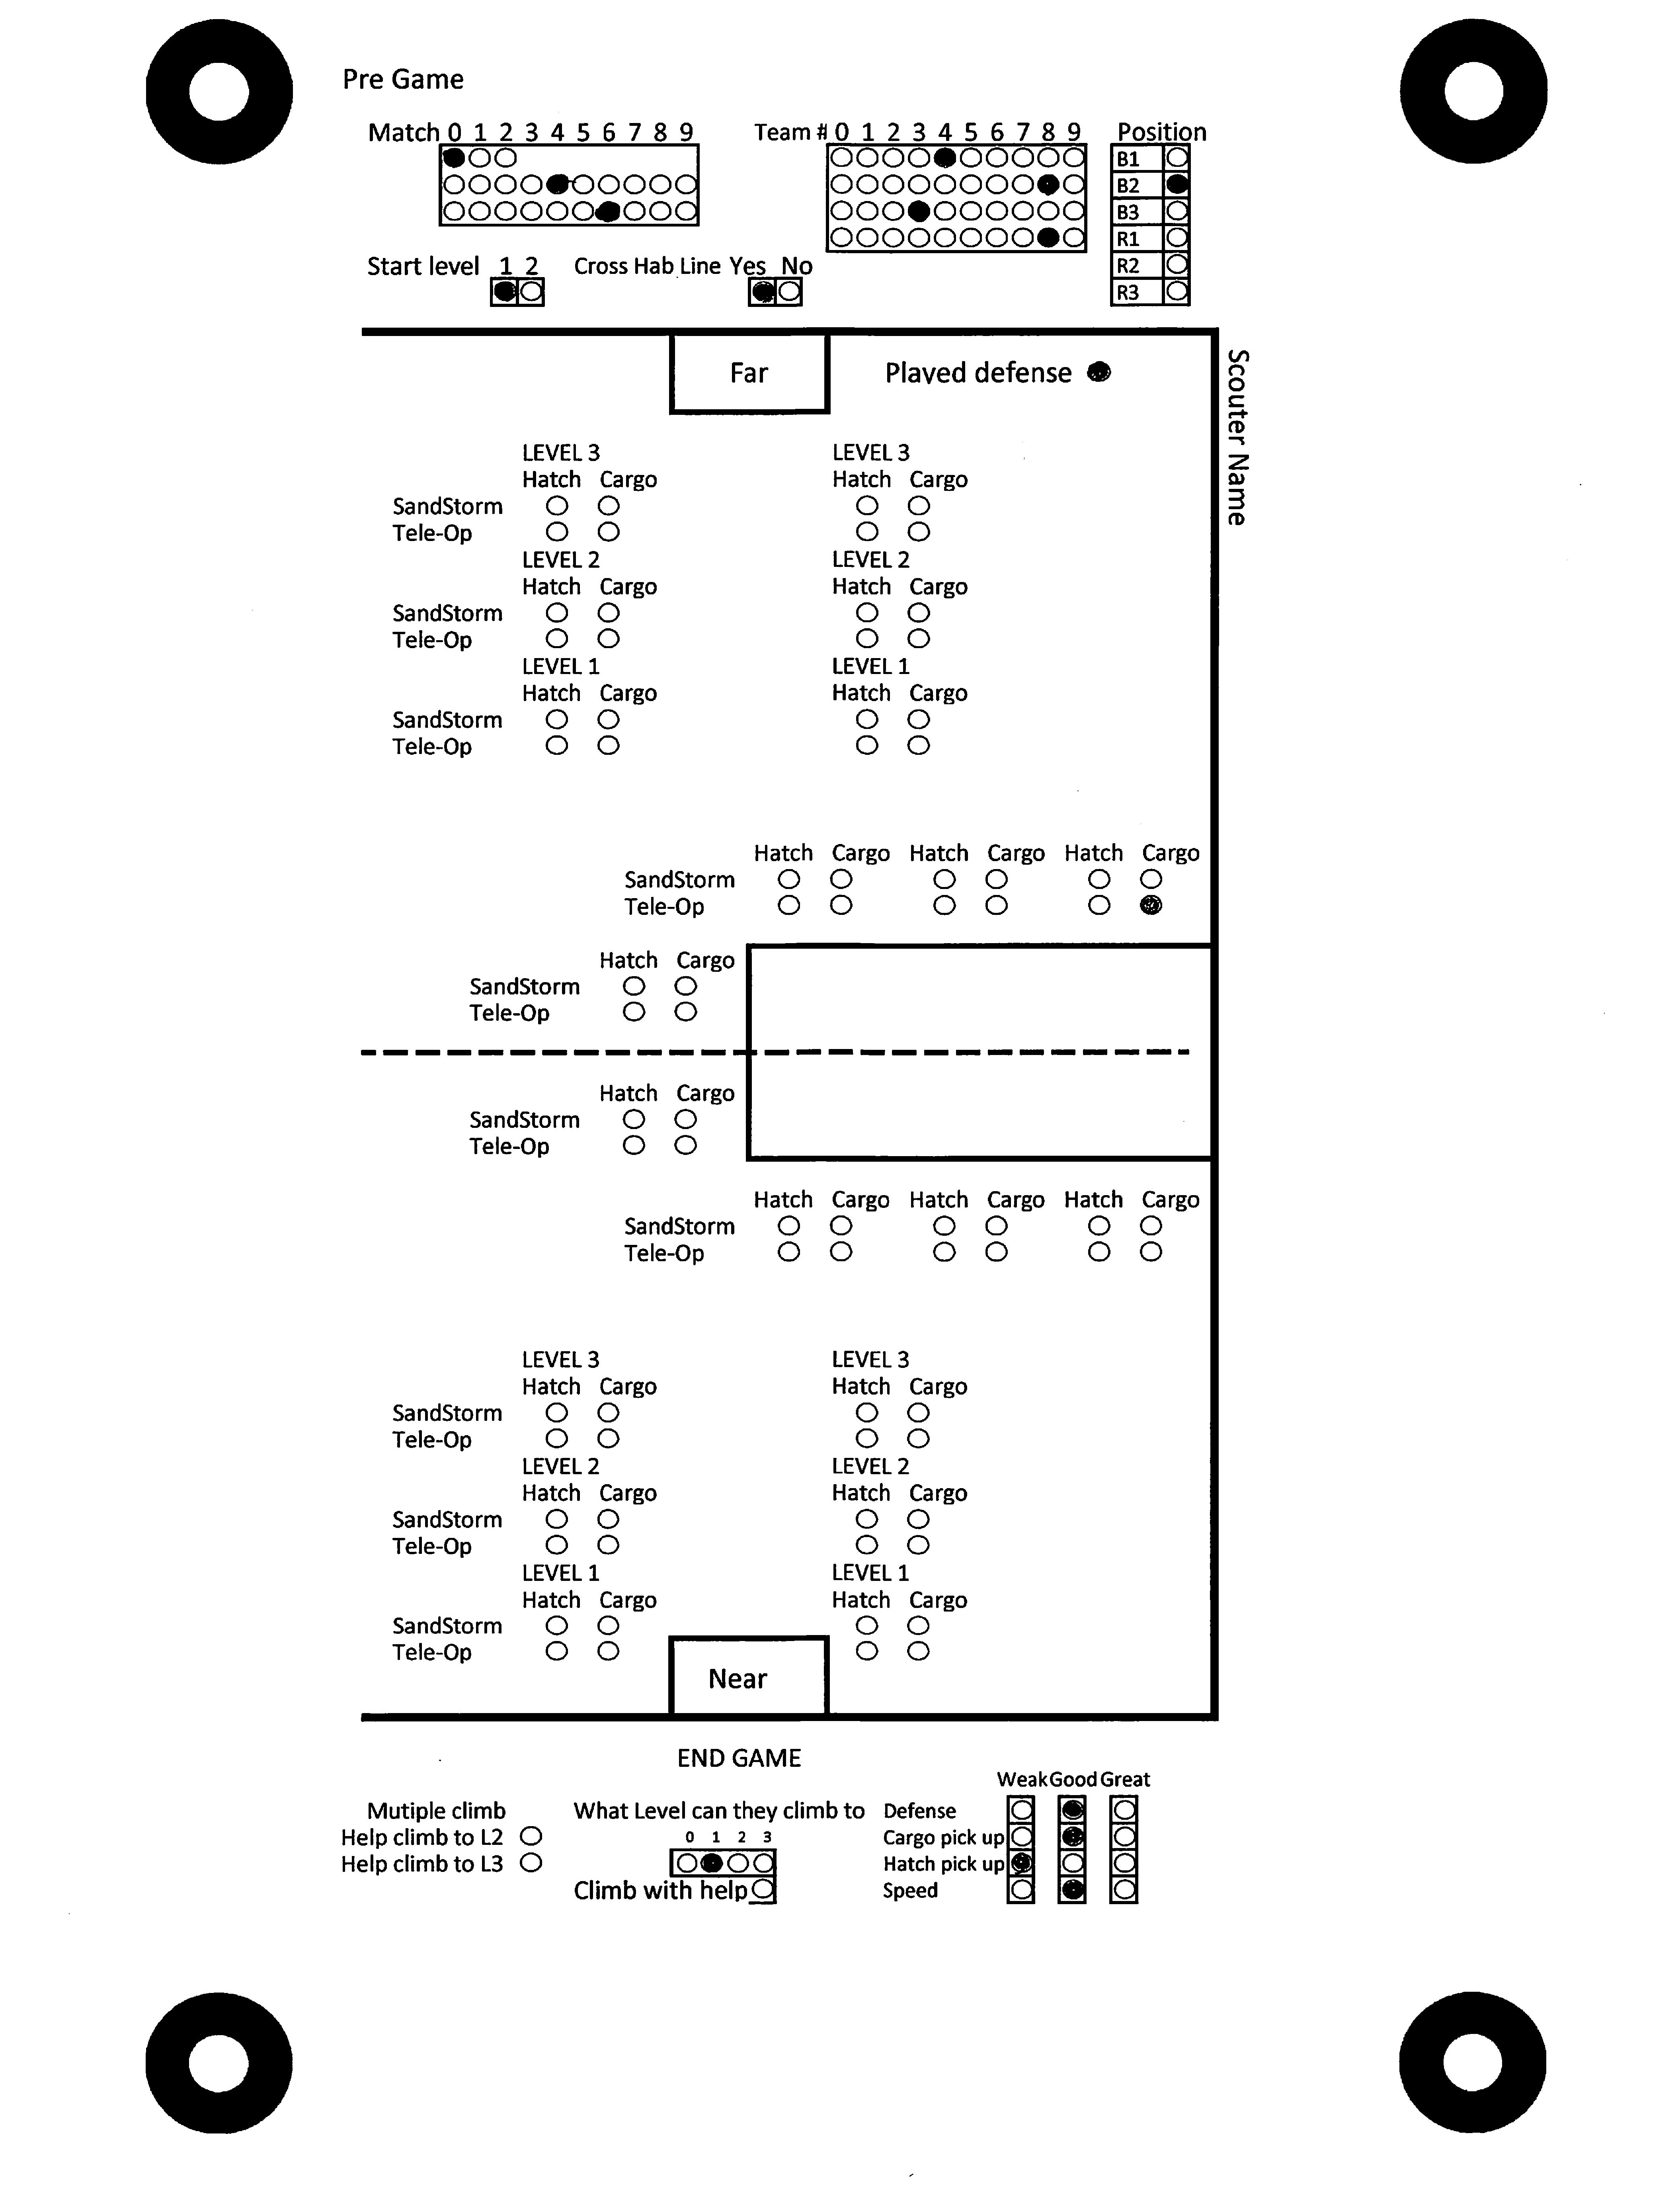 Pre Game
Match 0 1 2 3 4 5 6 7 8 9
Team # 0 1 2 3 4 5 6 7 8 9
Position
B1
B2
B3
R1
R2
R3
Start level 1 2
Cross Hab Line Yes No
Far
Played defense
Scouter Name
LEVEL 3 LEVEL 3
Hatch Cargo Hatch Cargo
SandStorm
Tele-Op
LEVEL 2 LEVEL 2
Hatch Cargo Hatch Cargo
SandStorm
Tele-Op
LEVEL 1 LEVEL 1
Hatch Cargo Hatch Cargo
SandStorm
Tele-Op
Hatch Cargo Hatch Cargo Hatch Cargo
SandStorm
Tele-Op
Hatch Cargo
SandStorm
Tele-Op
Hatch Cargo
SandStorm
Tele-Op
Hatch Cargo Hatch Cargo Hatch Cargo
SandStorm
Tele-Op
LEVEL 3 LEVEL 3
Hatch Cargo Hatch Cargo
SandStorm
Tele-Op
LEVEL 2 LEVEL 2
Hatch Cargo Hatch Cargo
SandStorm
Tele-Op
LEVEL 1 LEVEL 1
Hatch Cargo Hatch Cargo
SandStorm
Tele-Op
Near
END GAME
Mutiple climb
Help climb to L2
Help climb to L3
What Level can they climb to
0 1 2 3
Climb with help
Weak Good Great
Defense
Cargo pick up
Hatch pick up
Speed